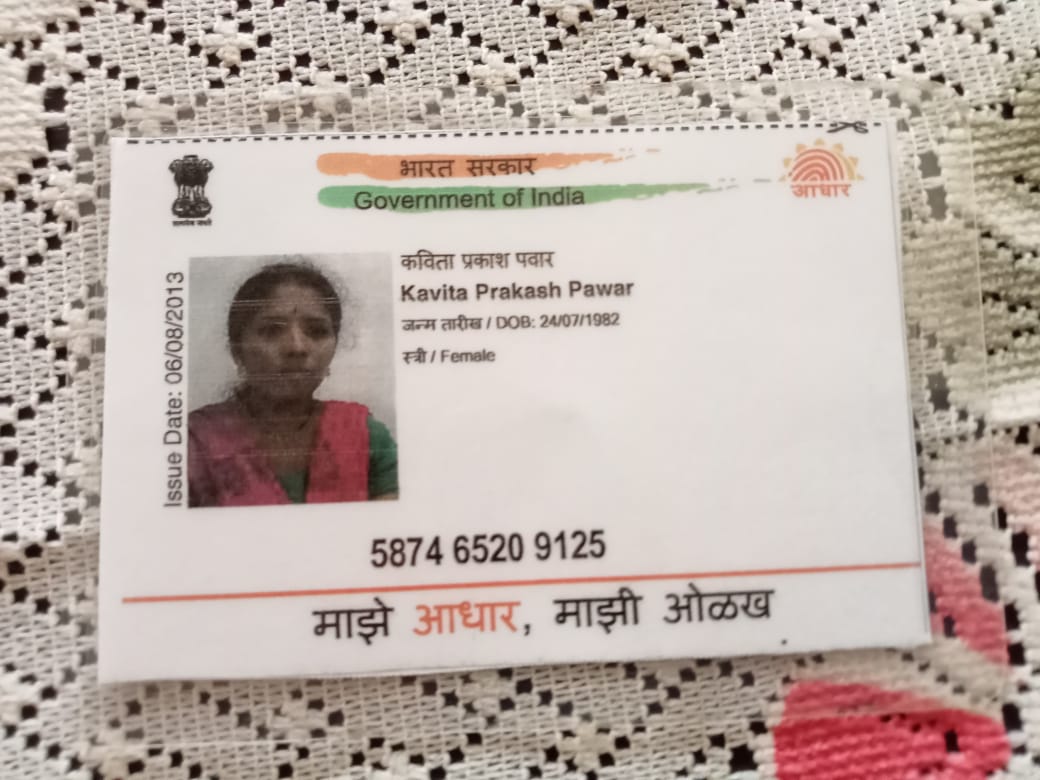 भारत सरकार
Government of India
आधार
Issue Date: 06/08/2013
कविता प्रकाश पवार
Kavita Prakash Pawar
जन्म तारीख / DOB: 24/07/1982
स्त्री / Female
5874 6520 9125
माझे आधार, माझी ओळख